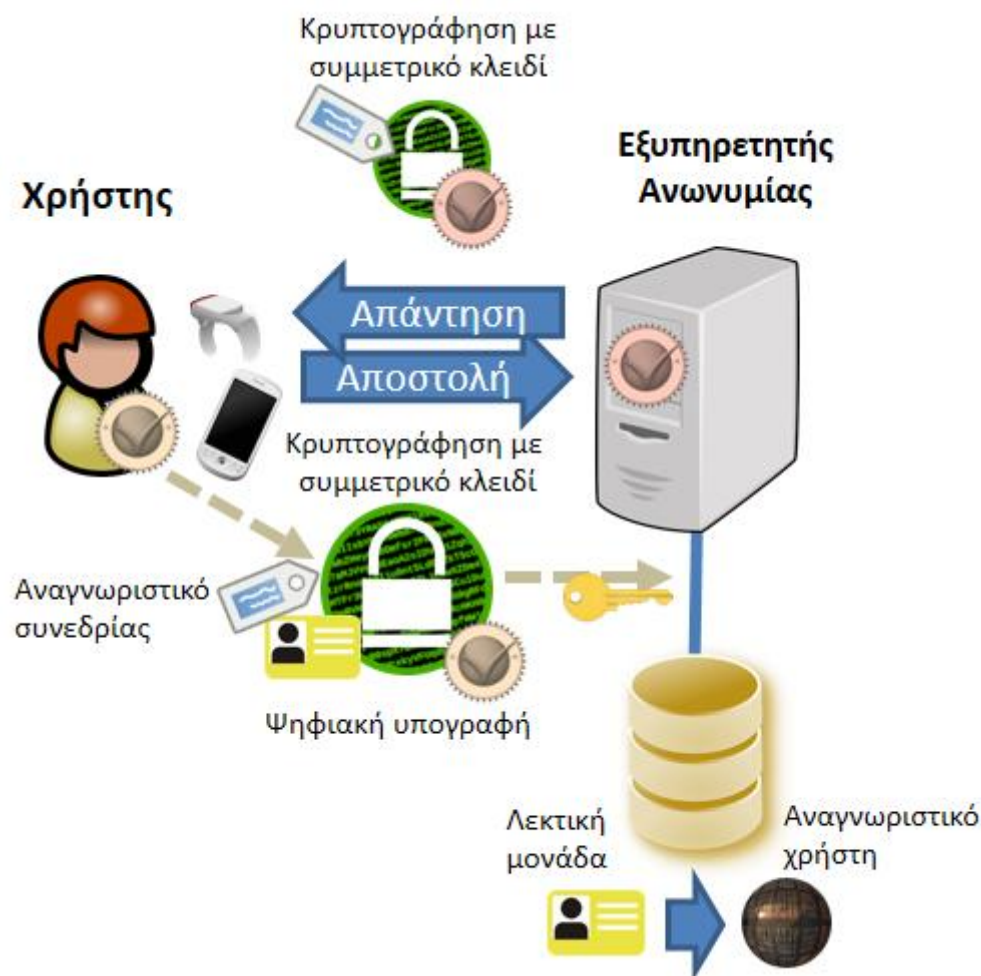 Κρυπτογράφηση με
συμμετρικό κλειδί
Εξυπηρετητής
Ανωνυμίας
Χρήστης
Απάντηση
Αποστολή
Κρυπτογράφηση με
συμμετρικό κλειδί
Αναγνωριστικό
συνεδρίας
Ψηφιακή υπογραφή
Λεκτική
μονάδα
Αναγνωριστικό
χρήστη